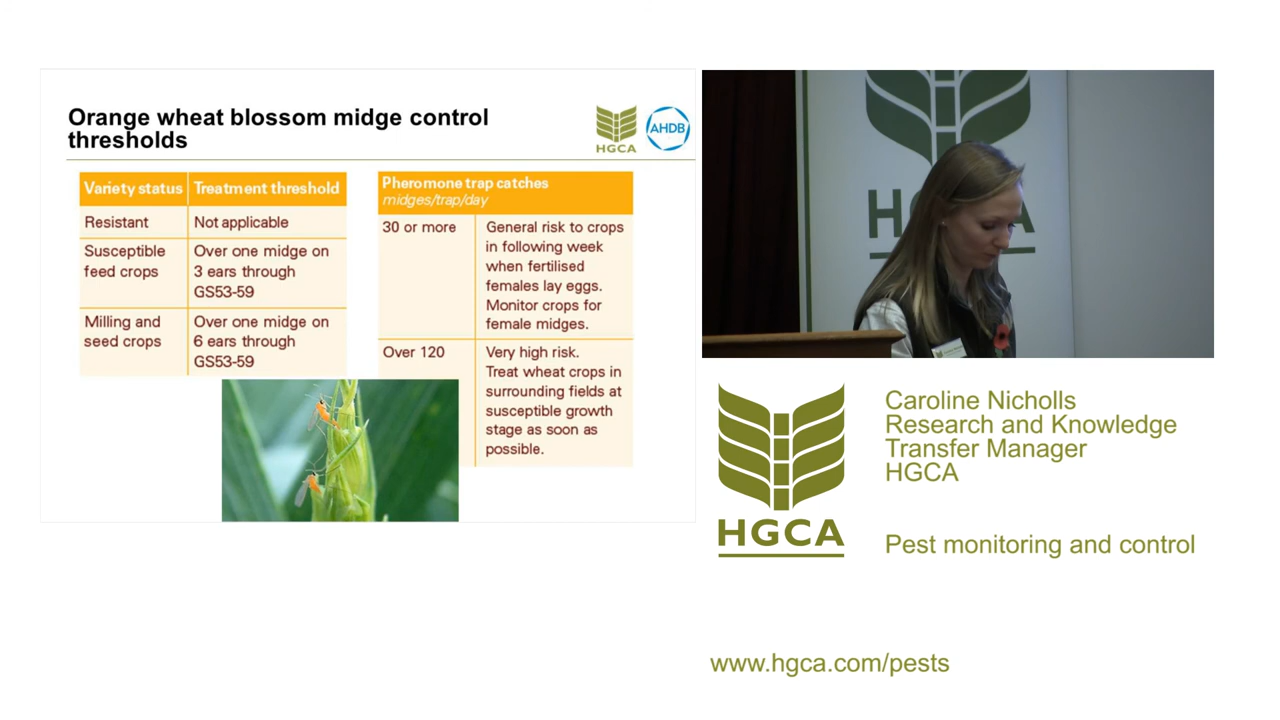 Orange wheat blossom midge control
thresholds
HGCA
AHDB
Variety status
Treatment threshold
Resistant
Not applicable
Susceptible
feed crops
Over one midge on
3 ears through
GS53-59
Milling and
seed crops
Over one midge on
6 ears through
GS53-59
Pheromone trap catches
midges/trap/day
30 or more
General risk to crops
in following week
when fertilised
females lay eggs.
Monitor crops for
female midges.
Over 120
Very high risk.
Treat wheat crops in
surrounding fields at
susceptible growth
stage as soon as
possible.
HGCA
Caroline Nicholls
Research and Knowledge
Transfer Manager
HGCA
Pest monitoring and control
www.hgca.com/pests